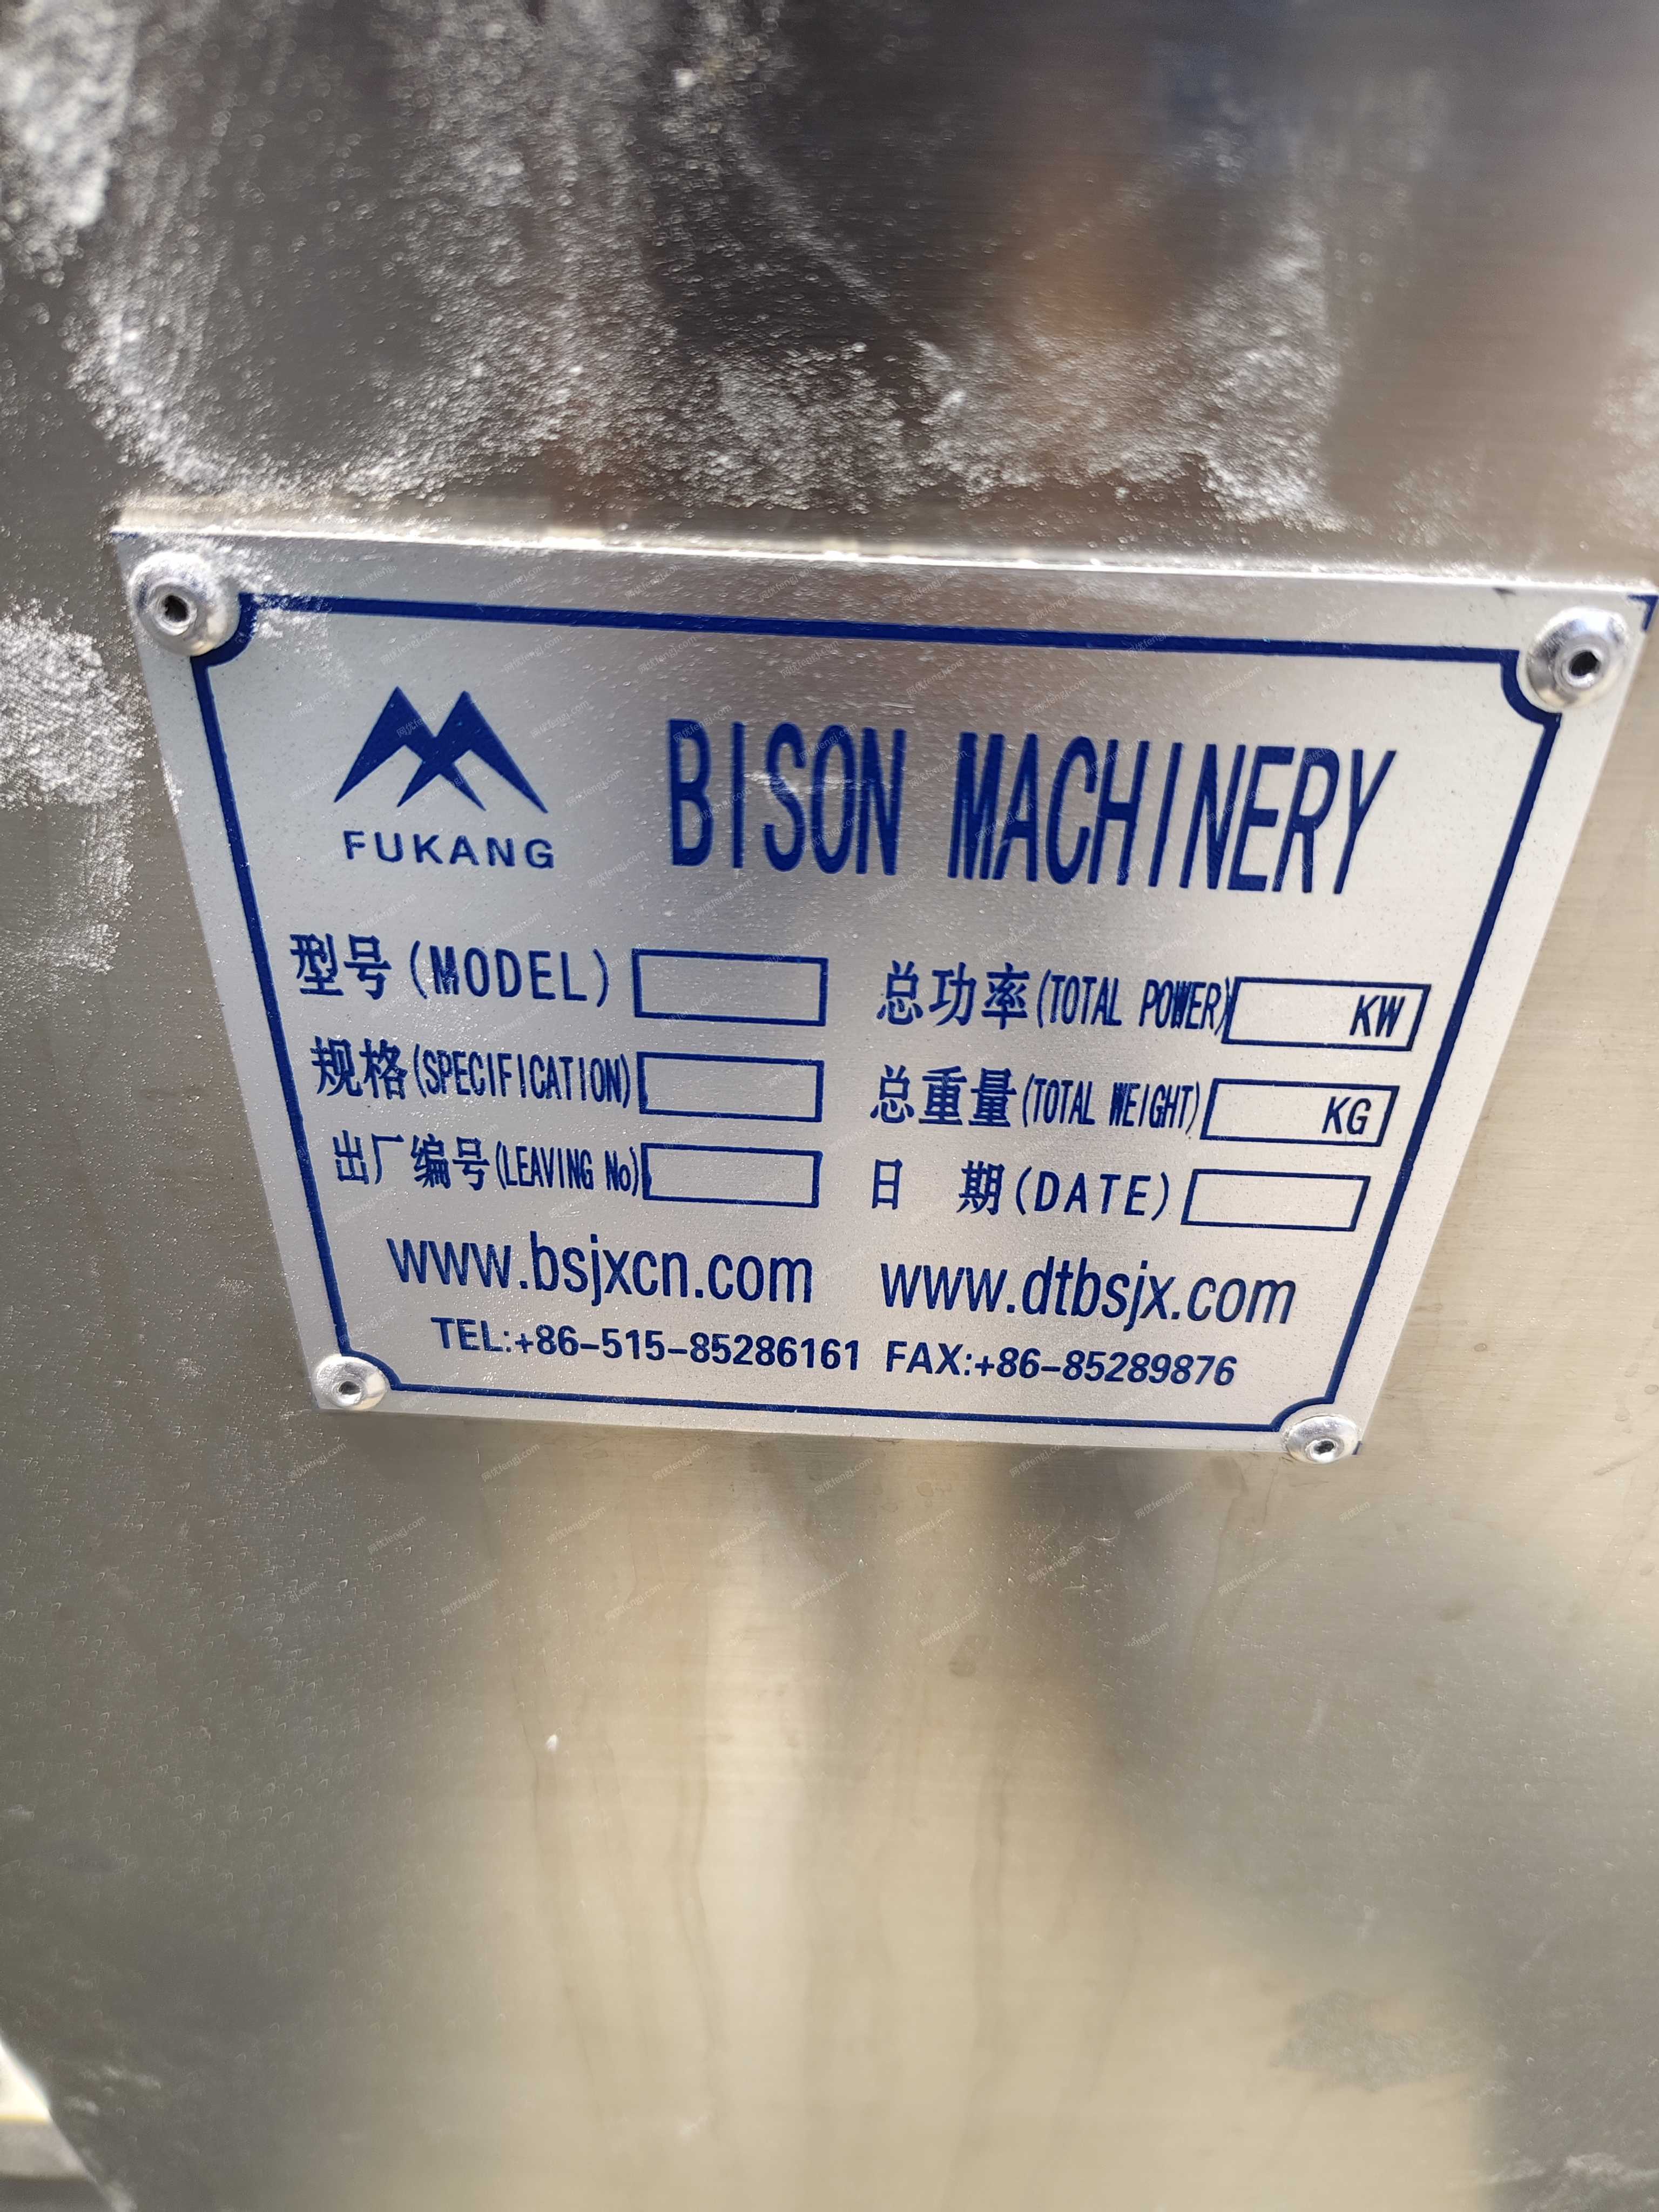 FUKANG
BISON MACHINERY
型号(MODEL) 总功率(TOTAL POWER) KW
规格(SPECIFICATION) 总重量(TOTAL WEIGHT) KG
出厂编号(LEAVING No) 日 期(DATE)
www.bsjxcn.com www.dtbsjx.com
TEL:+86-515-85286161 FAX:+86-85289876